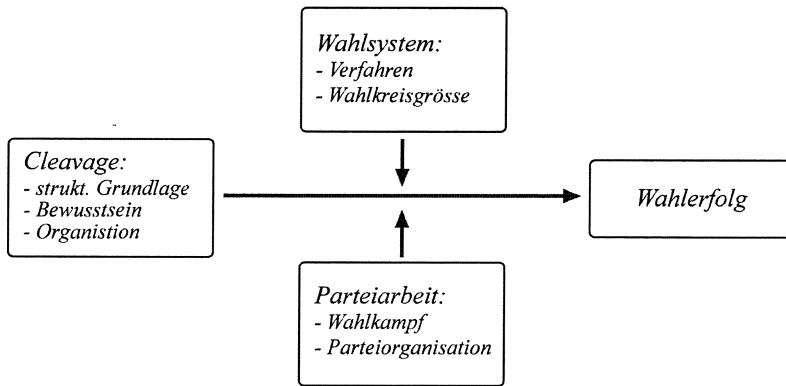 Wahlsystem:
- Verfahren
- Wahlkreisgrösse
Cleavage:
- strukt. Grundlage
- Bewusstsein
- Organistion
Wahlerfolg
Parteiarbeit:
- Wahlkampf
- Parteiorganisation